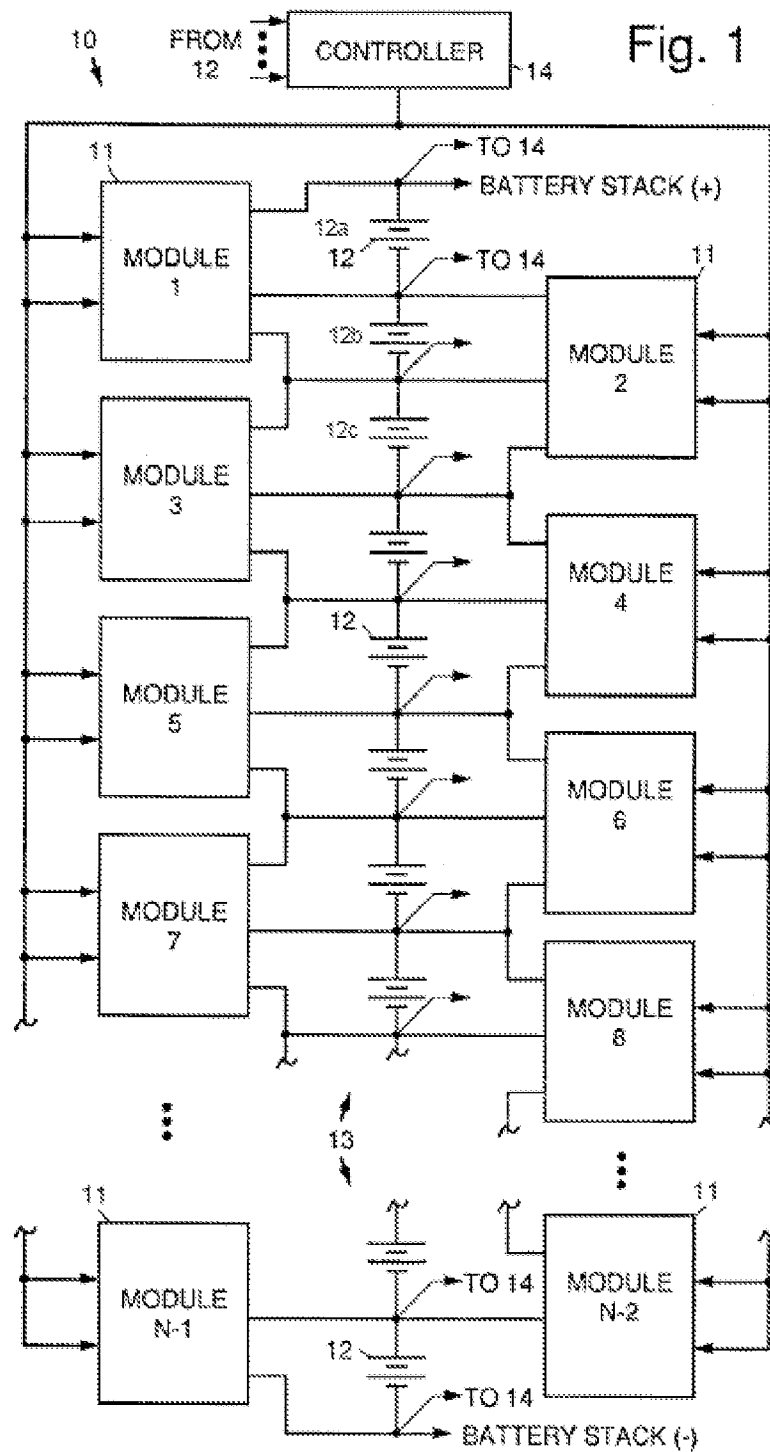 Fig. 1
10
FROM
12
CONTROLLER
14
TO 14
BATTERY STACK (+)
11
MODULE
1
12a
12
TO 14
11
MODULE
2
12b
12c
MODULE
3
MODULE
4
12
MODULE
5
MODULE
6
MODULE
7
MODULE
8
13
11
MODULE
N-1
TO 14
11
MODULE
N-2
12
TO 14
BATTERY STACK (-)